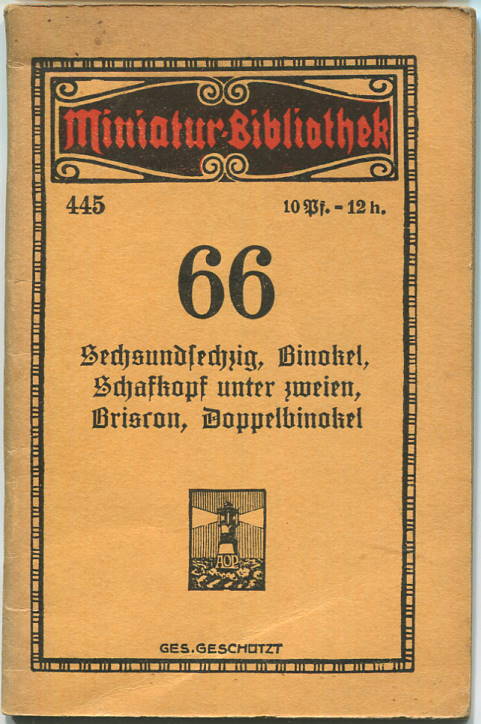 Miniatur-Bibliothek
445
10 Pf. - 12 h.
66
Sechsundsechzig, Binokel,
Schafkopf unter zweien,
Briscon, Doppelbinokel
AOP
GES. GESCHÜTZT